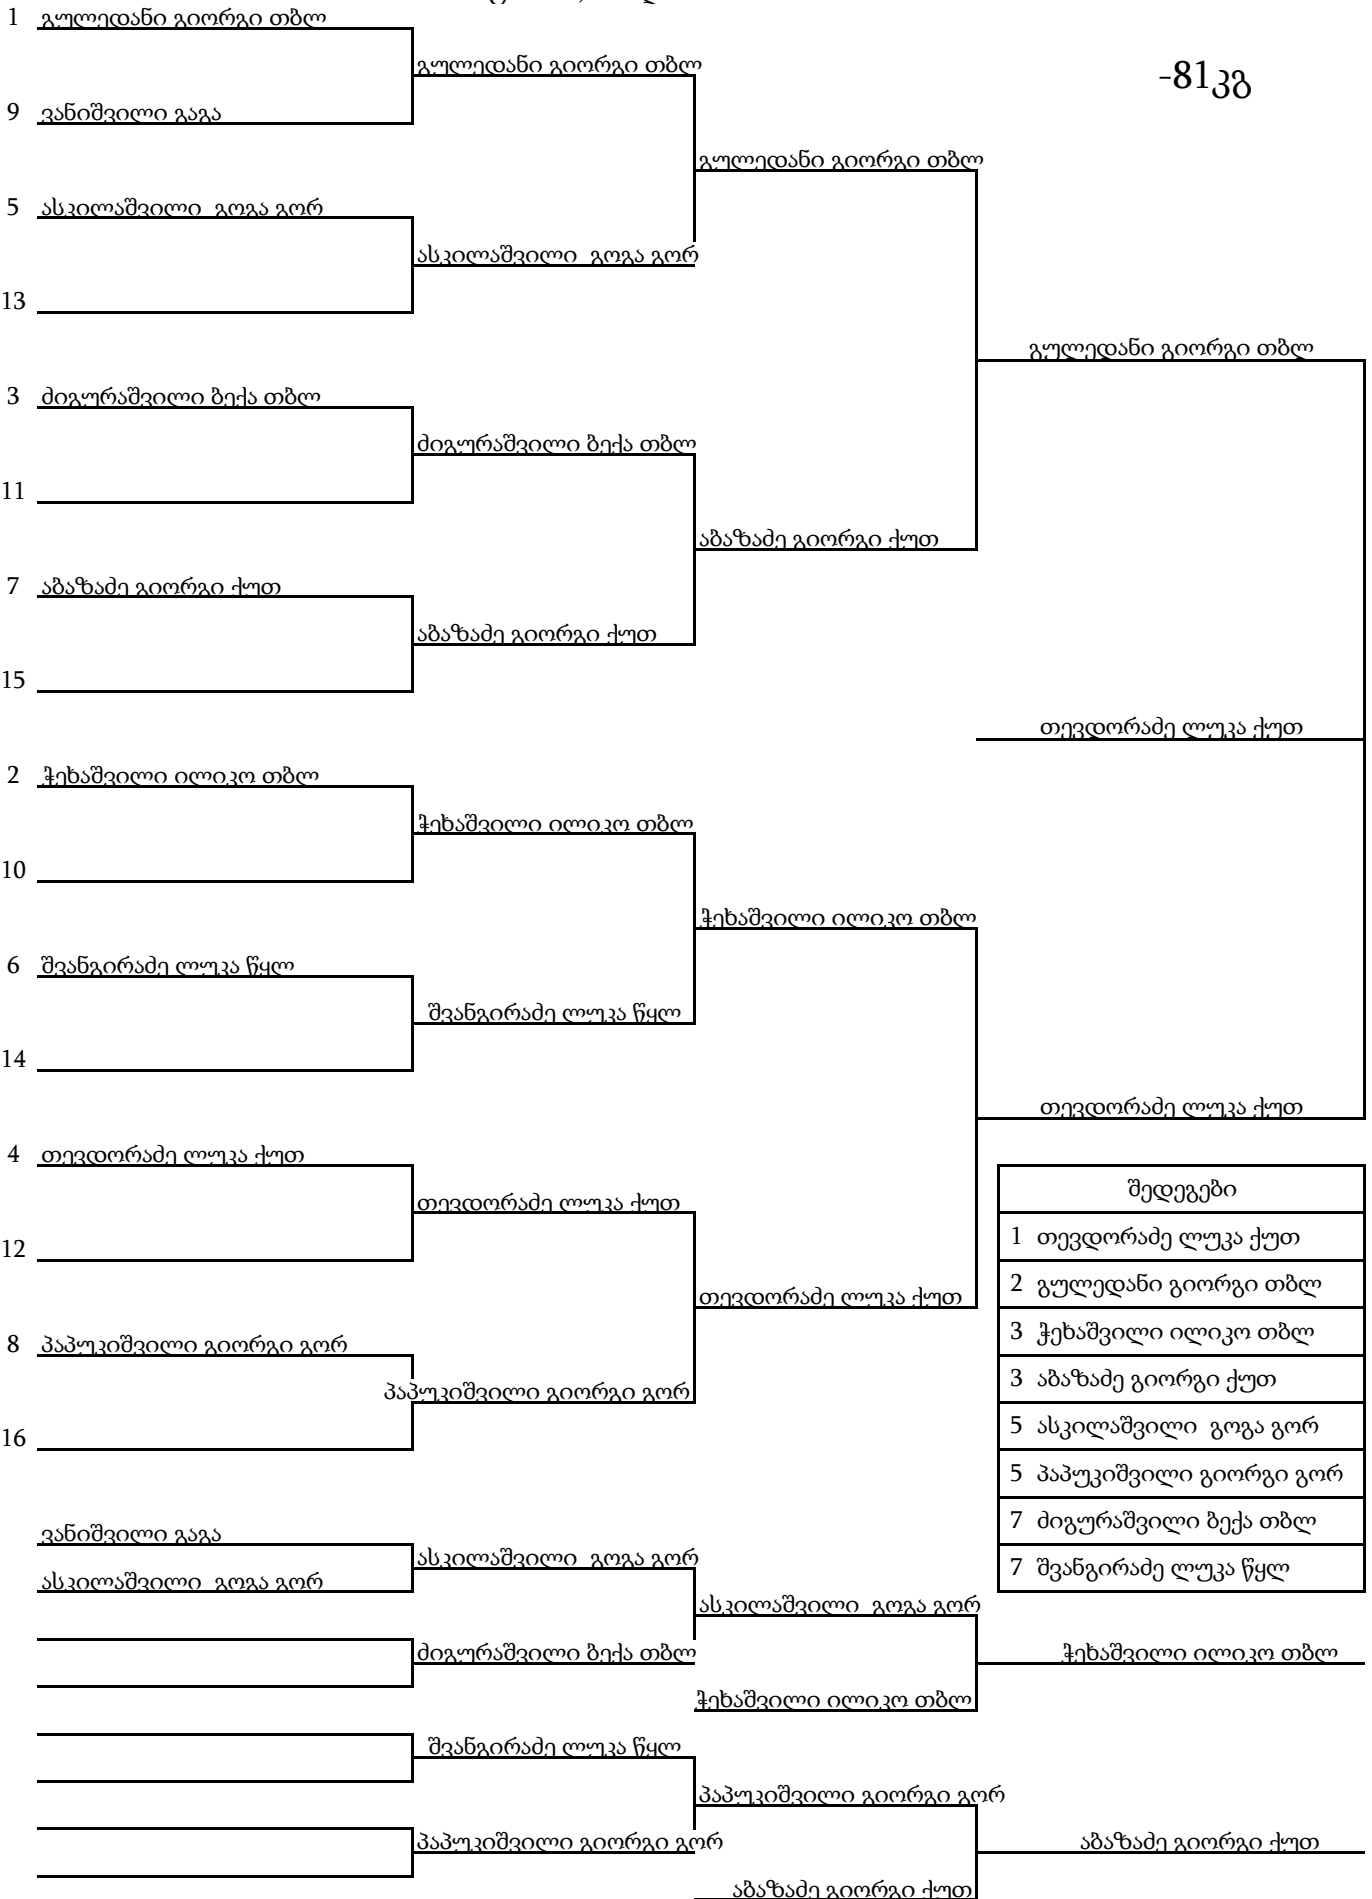 1 გულედანი გიორგი თბლ
გულედანი გიორგი თბლ
-81კგ
9 ვანიშვილი გაგა
გულედანი გიორგი თბლ
5 ასკილაშვილი გოგა გორ
ასკილაშვილი გოგა გორ
13
გულედანი გიორგი თბლ
3 ძიგურაშვილი ბექა თბლ
ძიგურაშვილი ბექა თბლ
11
აბაზაძე გიორგი ქუთ
7 აბაზაძე გიორგი ქუთ
აბაზაძე გიორგი ქუთ
15
თევდორაძე ლუკა ქუთ
2 ჭეხაშვილი ილიკო თბლ
ჭეხაშვილი ილიკო თბლ
10
ჭეხაშვილი ილიკო თბლ
6 შვანგირაძე ლუკა წყლ
შვანგირაძე ლუკა წყლ
14
თევდორაძე ლუკა ქუთ
4 თევდორაძე ლუკა ქუთ
თევდორაძე ლუკა ქუთ
12
თევდორაძე ლუკა ქუთ
8 პაპუკიშვილი გიორგი გორ
პაპუკიშვილი გიორგი გორ
16
შედეგები
1 თევდორაძე ლუკა ქუთ
2 გულედანი გიორგი თბლ
3 ჭეხაშვილი ილიკო თბლ
3 აბაზაძე გიორგი ქუთ
5 ასკილაშვილი გოგა გორ
5 პაპუკიშვილი გიორგი გორ
7 ძიგურაშვილი ბექა თბლ
7 შვანგირაძე ლუკა წყლ
ვანიშვილი გაგა
ასკილაშვილი გოგა გორ
ასკილაშვილი გოგა გორ
ასკილაშვილი გოგა გორ
ძიგურაშვილი ბექა თბლ
ჭეხაშვილი ილიკო თბლ
ჭეხაშვილი ილიკო თბლ
შვანგირაძე ლუკა წყლ
პაპუკიშვილი გიორგი გორ
პაპუკიშვილი გიორგი გორ
აბაზაძე გიორგი ქუთ
აბაზაძე გიორგი ქუთ